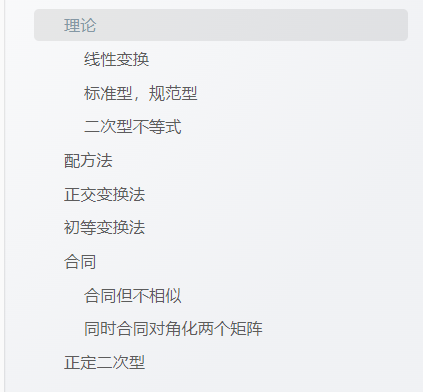 理论
线性变换
标准型，规范型
二次型不等式
配方法
正交变换法
初等变换法
合同
合同但不相似
同时合同对角化两个矩阵
正定二次型